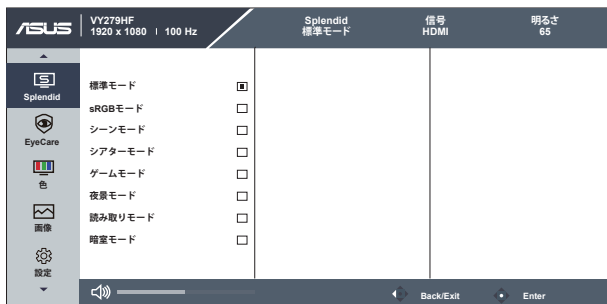 ASUS
VY279HF
1920 x 1080 | 100 Hz
Splendid
標準モード
信号
HDMI
明るさ
65
Splendid
EyeCare
色
画像
設定
標準モード
sRGBモード
シーンモード
シアターモード
ゲームモード
夜景モード
読み取りモード
暗室モード
Back/Exit
Enter